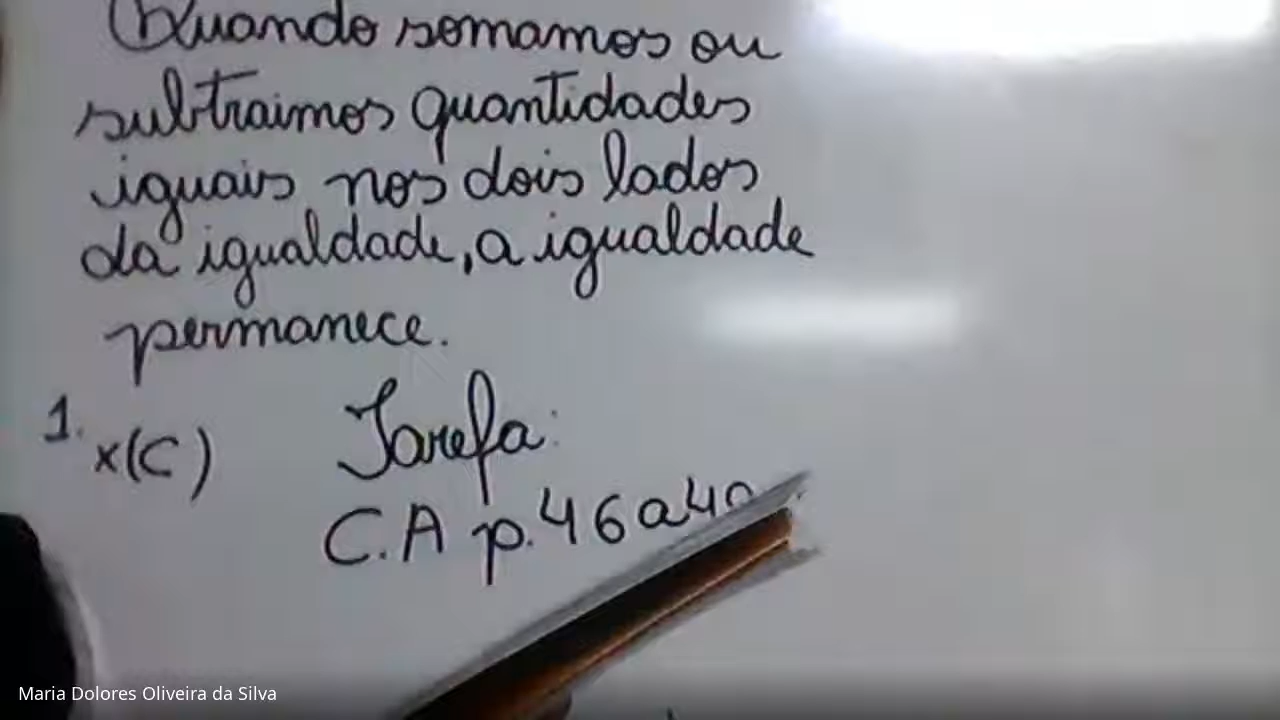 Quando somamos ou
subtraimos quantidades
iguais nos dois lados
da igualdade, a igualdade
permanece.
1. x(C) Tarefa:
C.A p.46 a
Maria Dolores Oliveira da Silva